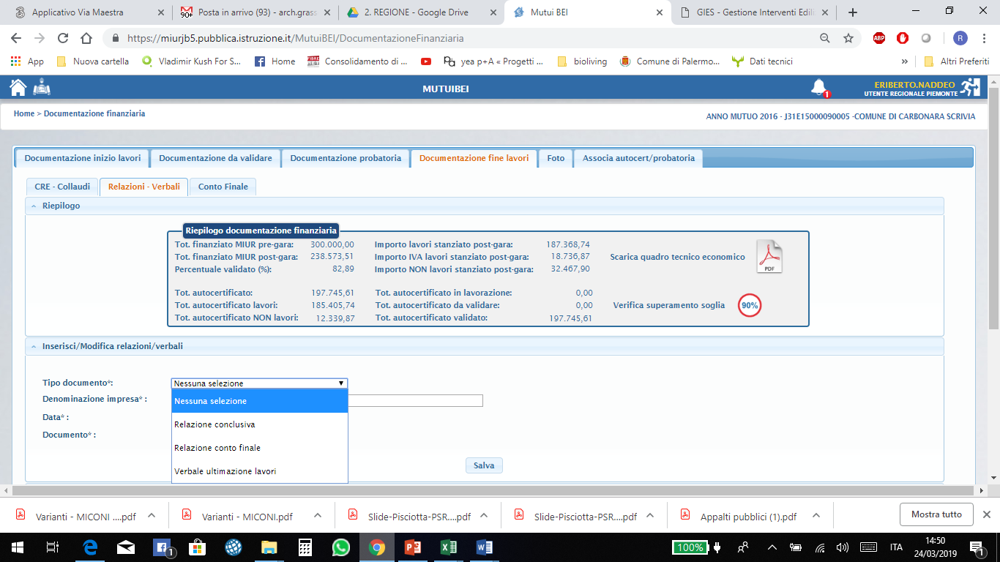 Applicativo Via Maestra
Posta in arrivo (93) - arch.grass
2. REGIONE - Google Drive
Mutui BEI
GIES - Gestione Interventi Edili
https://miurjb5.pubblica.istruzione.it/MutuiBEI/DocumentazioneFinanziaria
ABP
R
App
Nuova cartella
Vladimir Kush For S...
Home
Consolidamento di ...
yea p+A « Progetti ...
bioliving
Comune di Palermo...
Dati tecnici
»
Altri Preferiti
MUTUIBEI
1
ERIBERTO.NADDEO
UTENTE REGIONALE PIEMONTE
Home > Documentazione finanziaria
ANNO MUTUO 2016 - J31E15000090005 -COMUNE DI CARBONARA SCRIVIA
Documentazione inizio lavori
Documentazione da validare
Documentazione probatoria
Documentazione fine lavori
Foto
Associa autocert/probatoria
CRE - Collaudi
Relazioni - Verbali
Conto Finale
Riepilogo
Riepilogo documentazione finanziaria
Tot. finanziato MIUR pre-gara: 300.000,00 Importo lavori stanziato post-gara: 187.368,74
Tot. finanziato MIUR post-gara: 238.573,51 Importo IVA lavori stanziato post-gara: 18.736,87 Scarica quadro tecnico economico
PDF
Percentuale validato (%): 82,89 Importo NON lavori stanziato post-gara: 32.467,90
Tot. autocertificato: 197.745,61 Tot. autocertificato in lavorazione: 0,00
Tot. autocertificato lavori: 185.405,74 Tot. autocertificato da validare: 0,00 Verifica superamento soglia 90%
Tot. autocertificato NON lavori: 12.339,87 Tot. autocertificato validato: 197.745,61
Inserisci/Modifica relazioni/verbali
Tipo documento*: Nessuna selezione
Denominazione impresa* :
Nessuna selezione
Data* :
Relazione conclusiva
Documento* :
Relazione conto finale
Verbale ultimazione lavori
Salva
Varianti - MICONI ....pdf
Varianti - MICONI.pdf
Slide-Pisciotta-PSR....pdf
Slide-Pisciotta-PSR....pdf
Appalti pubblici (1).pdf
Mostra tutto
1
100%
ITA
14:50
24/03/2019
1